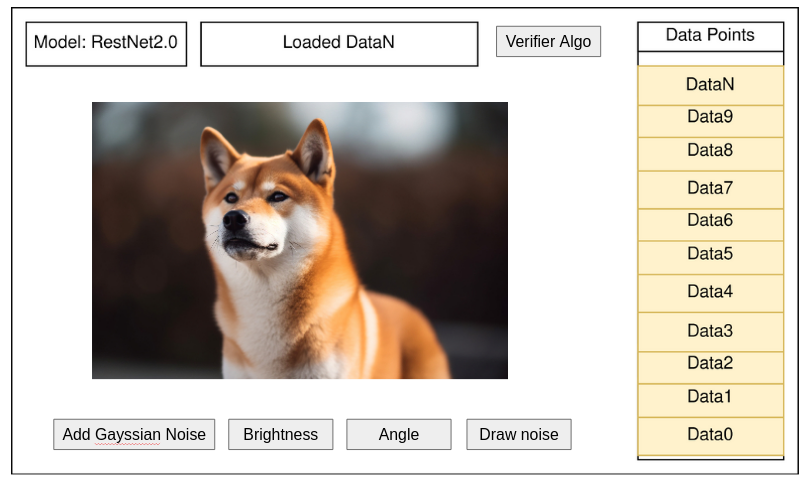 Model: RestNet2.0
Loaded DataN
Verifier Algo
Data Points
DataN
Data9
Data8
Data7
Data6
Data5
Data4
Data3
Data2
Data1
Data0
Add Gayssian Noise
Brightness
Angle
Draw noise